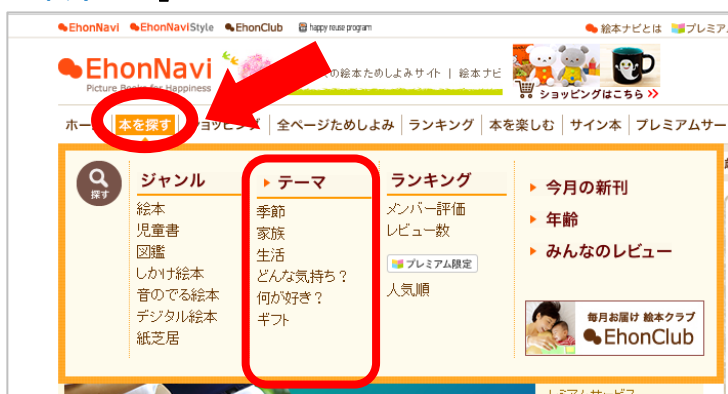 EhonNavi EhonNaviStyle EhonClub happy reuse program 絵本ナビとは プレミア
EhonNavi
Picture Books for Happiness
の絵本ためしよみサイト | 絵本ナビ
ショッピングはこちら
ホー 本を探す ショッピング 全ページためしよみ ランキング 本を楽しむ サイン本 プレミアムサー
探す
ジャンル
絵本
児童書
図鑑
しかけ絵本
音のでる絵本
デジタル絵本
紙芝居
テーマ
季節
家族
生活
どんな気持ち？
何が好き？
ギフト
ランキング
メンバー評価
レビュー数
プレミアム限定
人気順
今月の新刊
年齢
みんなのレビュー
毎月お届け 絵本クラブ
EhonClub